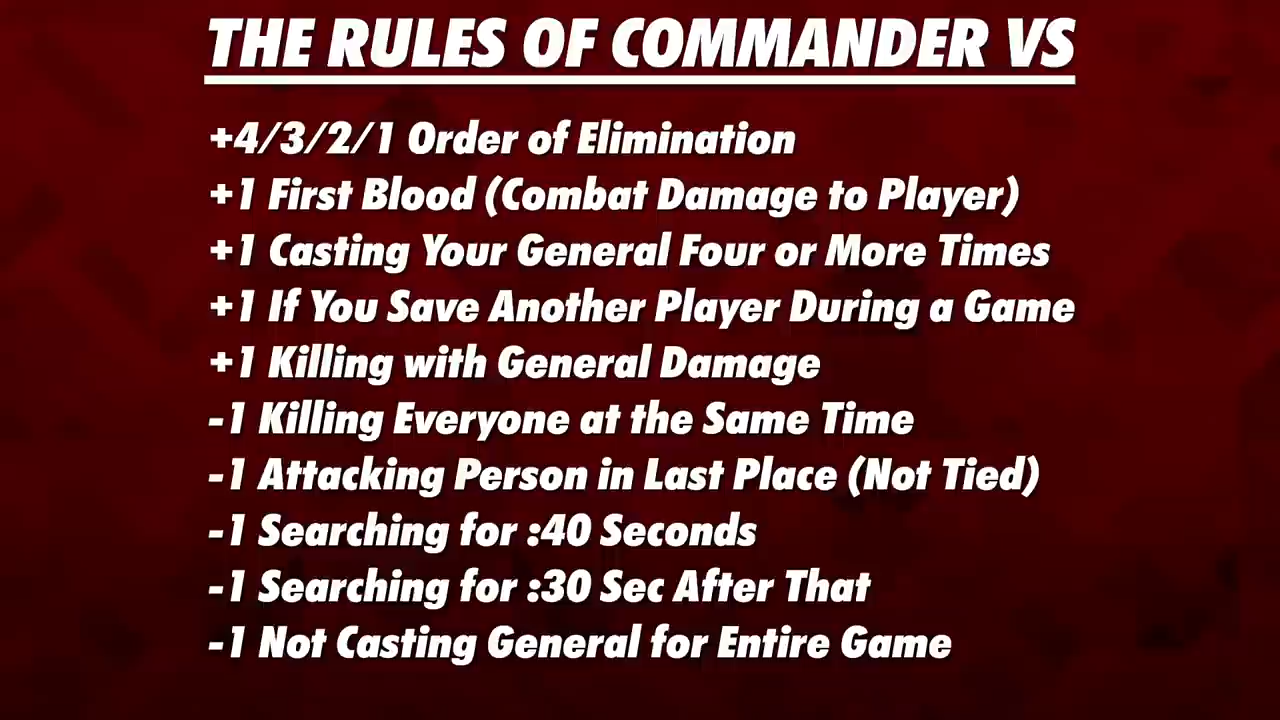 THE RULES OF COMMANDER VS
+4/3/2/1 Order of Elimination
+1 First Blood (Combat Damage to Player)
+1 Casting Your General Four or More Times
+1 If You Save Another Player During a Game
+1 Killing with General Damage
-1 Killing Everyone at the Same Time
-1 Attacking Person in Last Place (Not Tied)
-1 Searching for :40 Seconds
-1 Searching for :30 Sec After That
-1 Not Casting General for Entire Game